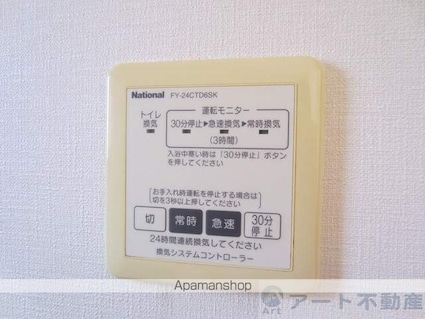 National FY-24CTD6SK
運転モニター
トイレ
換気
30分停止▶急速換気▶常時換気
(3時間)
入浴中寒い時は「30分停止」ボタン
を押してください
お手入れ時運転を停止する場合は
切を3秒以上押してください
切 常時 急速 30分
停止
24時間連続換気してください
換気システムコントローラー
Apamanshop
Art アート不動産